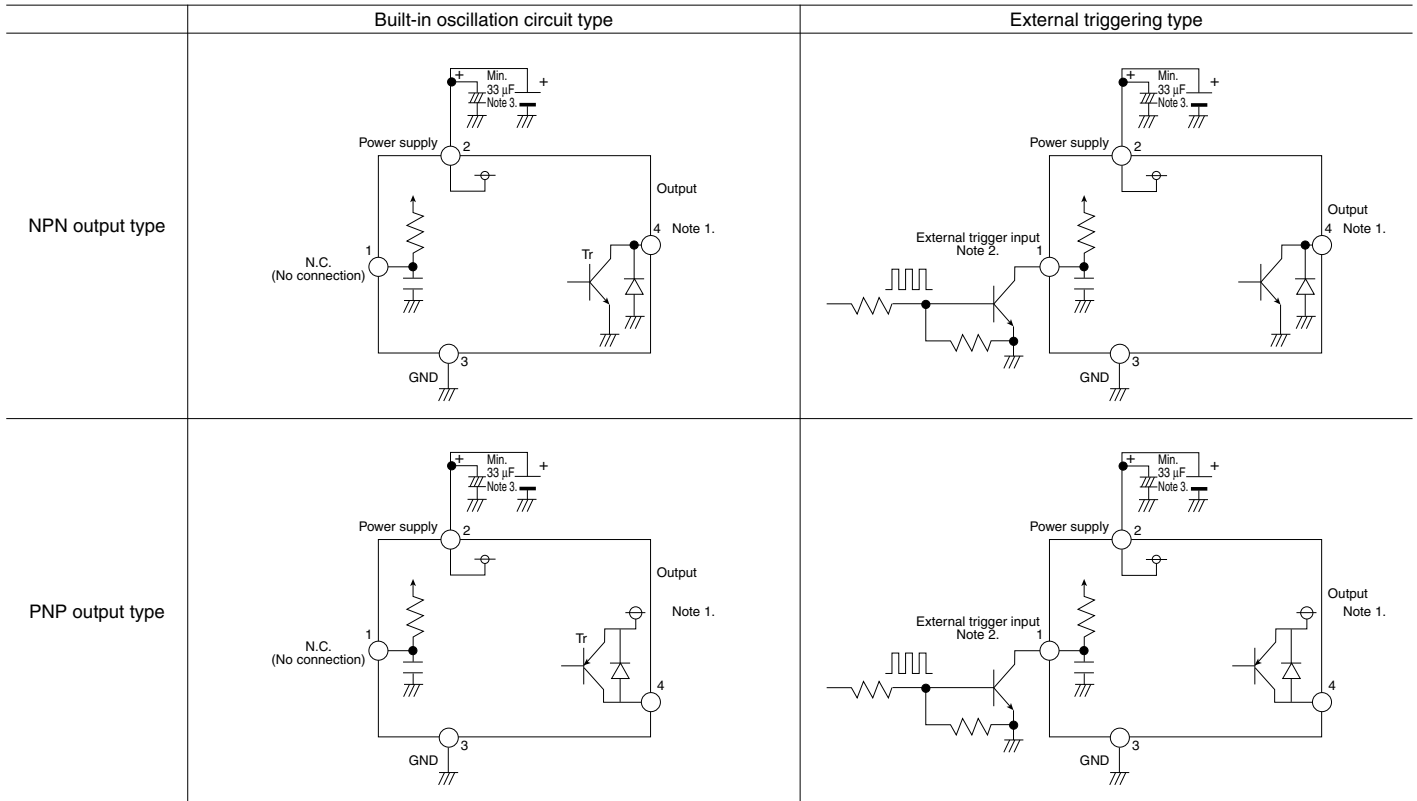 Built-in oscillation circuit type
External triggering type
NPN output type
+
Min.
33 µF
Note 3.
+
Power supply
2
Output
4
Note 1.
1
N.C.
(No connection)
Tr
3
GND
+
Min.
33 µF
Note 3.
+
Power supply
2
Output
4
Note 1.
External trigger input
Note 2.
1
3
GND
PNP output type
+
Min.
33 µF
Note 3.
+
Power supply
2
Output
Note 1.
1
N.C.
(No connection)
Tr
4
3
GND
+
Min.
33 µF
Note 3.
+
Power supply
2
Output
Note 1.
External trigger input
Note 2.
1
4
3
GND